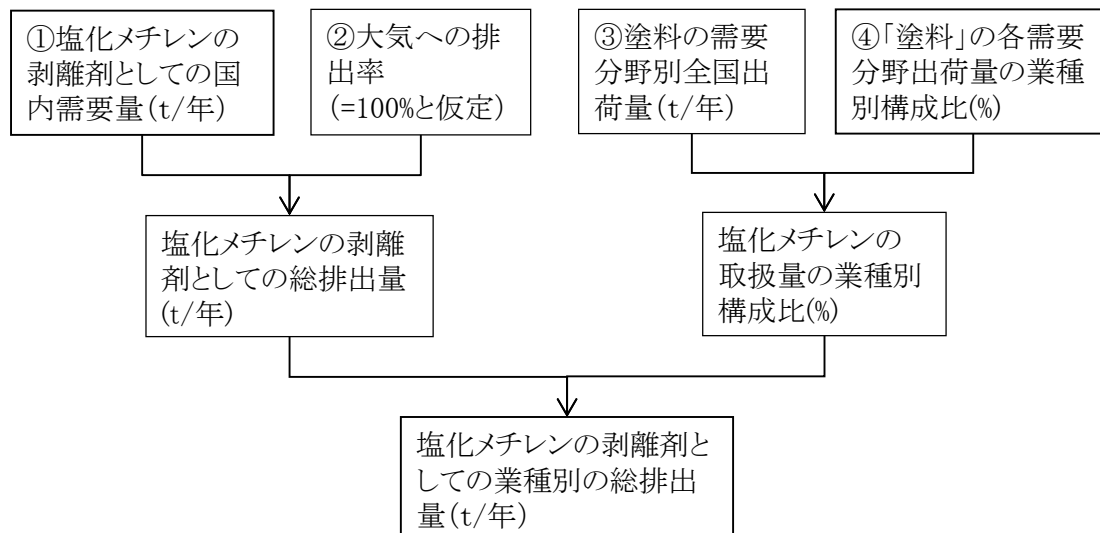 ①塩化メチレンの
剥離剤としての国
内需要量(t/年)
②大気への排
出率
(=100%と仮定)
③塗料の需要
分野別全国出
荷量(t/年)
④「塗料」の各需要
分野出荷量の業種
別構成比(%)
塩化メチレンの剥離
剤としての総排出量
(t/年)
塩化メチレンの
取扱量の業種別
構成比(%)
塩化メチレンの剥離剤と
しての業種別の総排出
量(t/年)